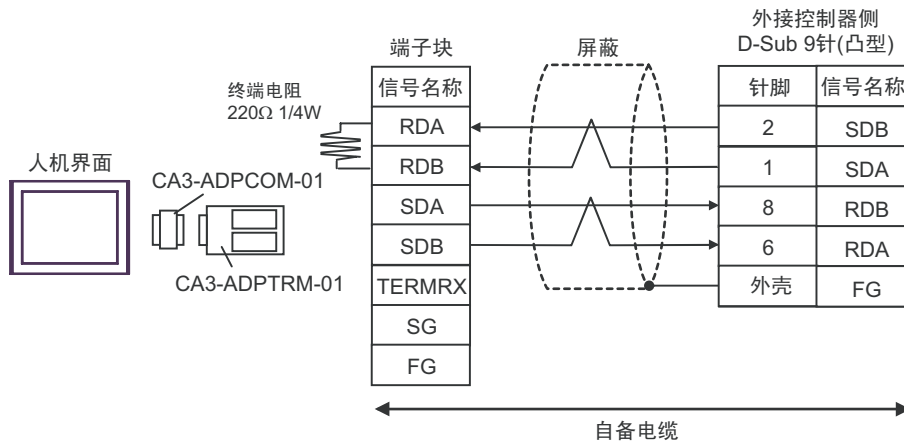 外接控制器侧
D-Sub 9针(凸型)
端子块
屏蔽
信号名称
针脚 信号名称
终端电阻
220Ω 1/4W
RDA
2 SDB
RDB
1 SDA
人机界面
CA3-ADPCOM-01
SDA
8 RDB
SDB
6 RDA
CA3-ADPTRM-01
TERMRX
外壳 FG
SG
FG
自备电缆